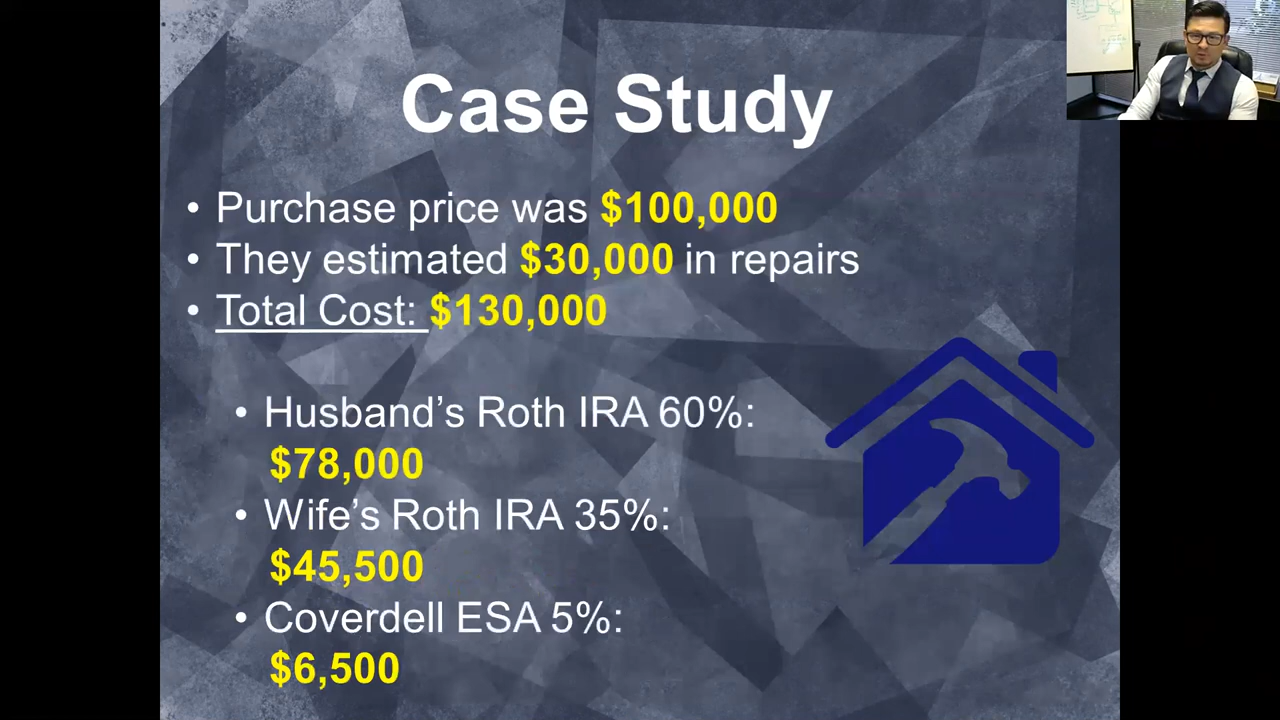 Case Study
• Purchase price was $100,000
• They estimated $30,000 in repairs
• Total Cost: $130,000
• Husband’s Roth IRA 60%:
$78,000
• Wife’s Roth IRA 35%:
$45,500
• Coverdell ESA 5%:
$6,500